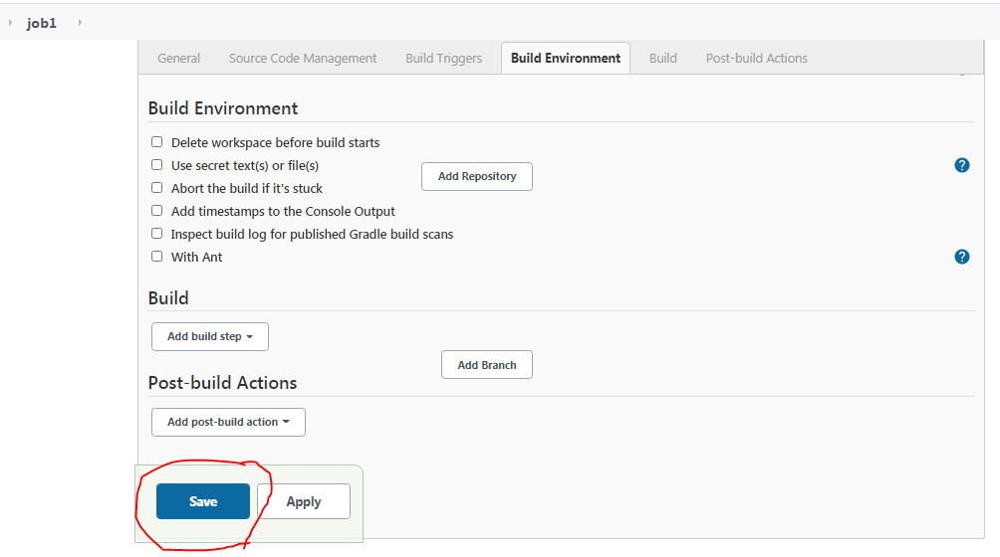 job1
General Source Code Management Build Triggers Build Environment Build Post-build Actions
Build Environment
Delete workspace before build starts
Use secret text(s) or file(s)
?
Add Repository
Abort the build if it's stuck
Add timestamps to the Console Output
Inspect build log for published Gradle build scans
With Ant
?
Build
Add build step
Add Branch
Post-build Actions
Add post-build action
Save Apply